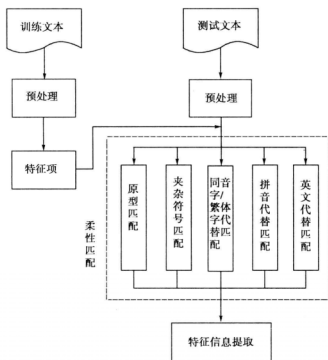 训练文本
测试文本
预处理
预处理
特征项
柔性匹配
原型匹配
夹杂符号匹配
同音字/繁体字代替匹配
拼音代替匹配
英文代替匹配
特征信息提取